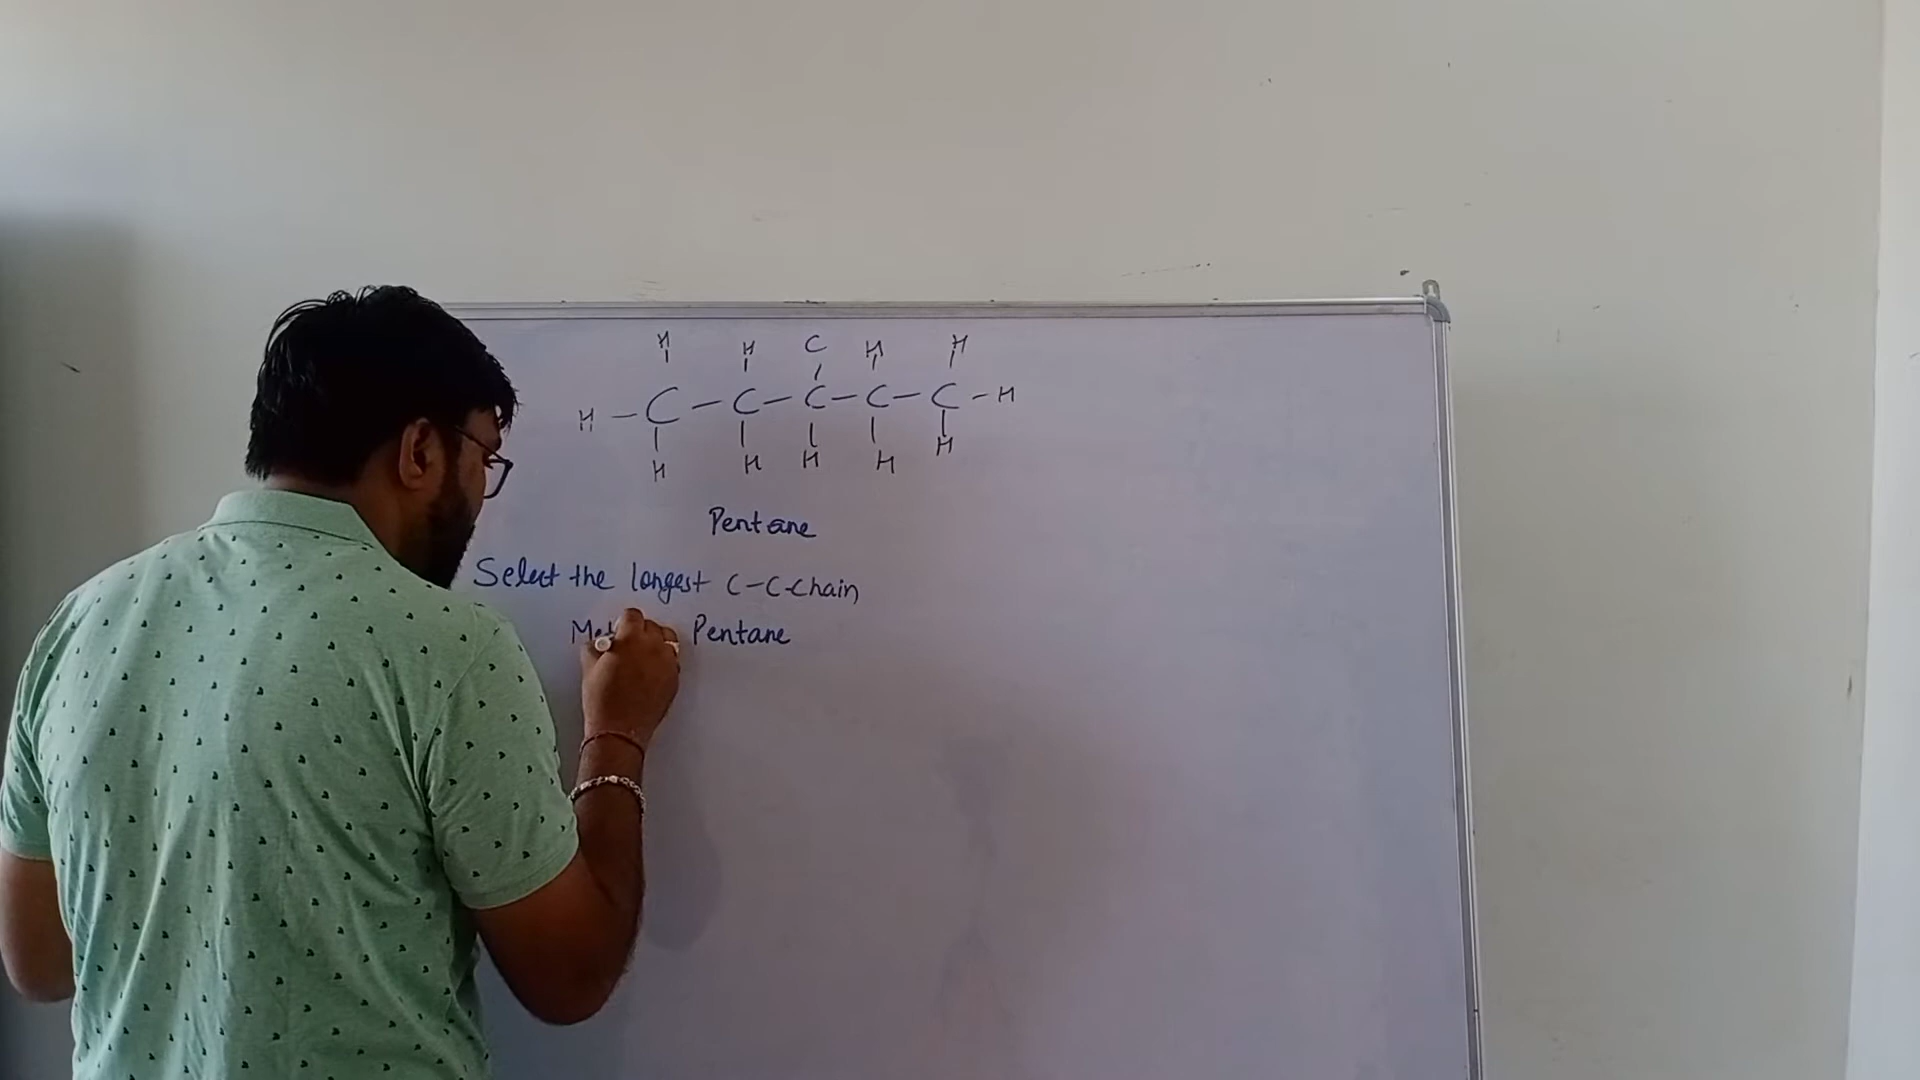 H H C H H
H - C - C - C - C - C - H
H H H H H
Pentane
Select the longest C-C-Chain
Pentane